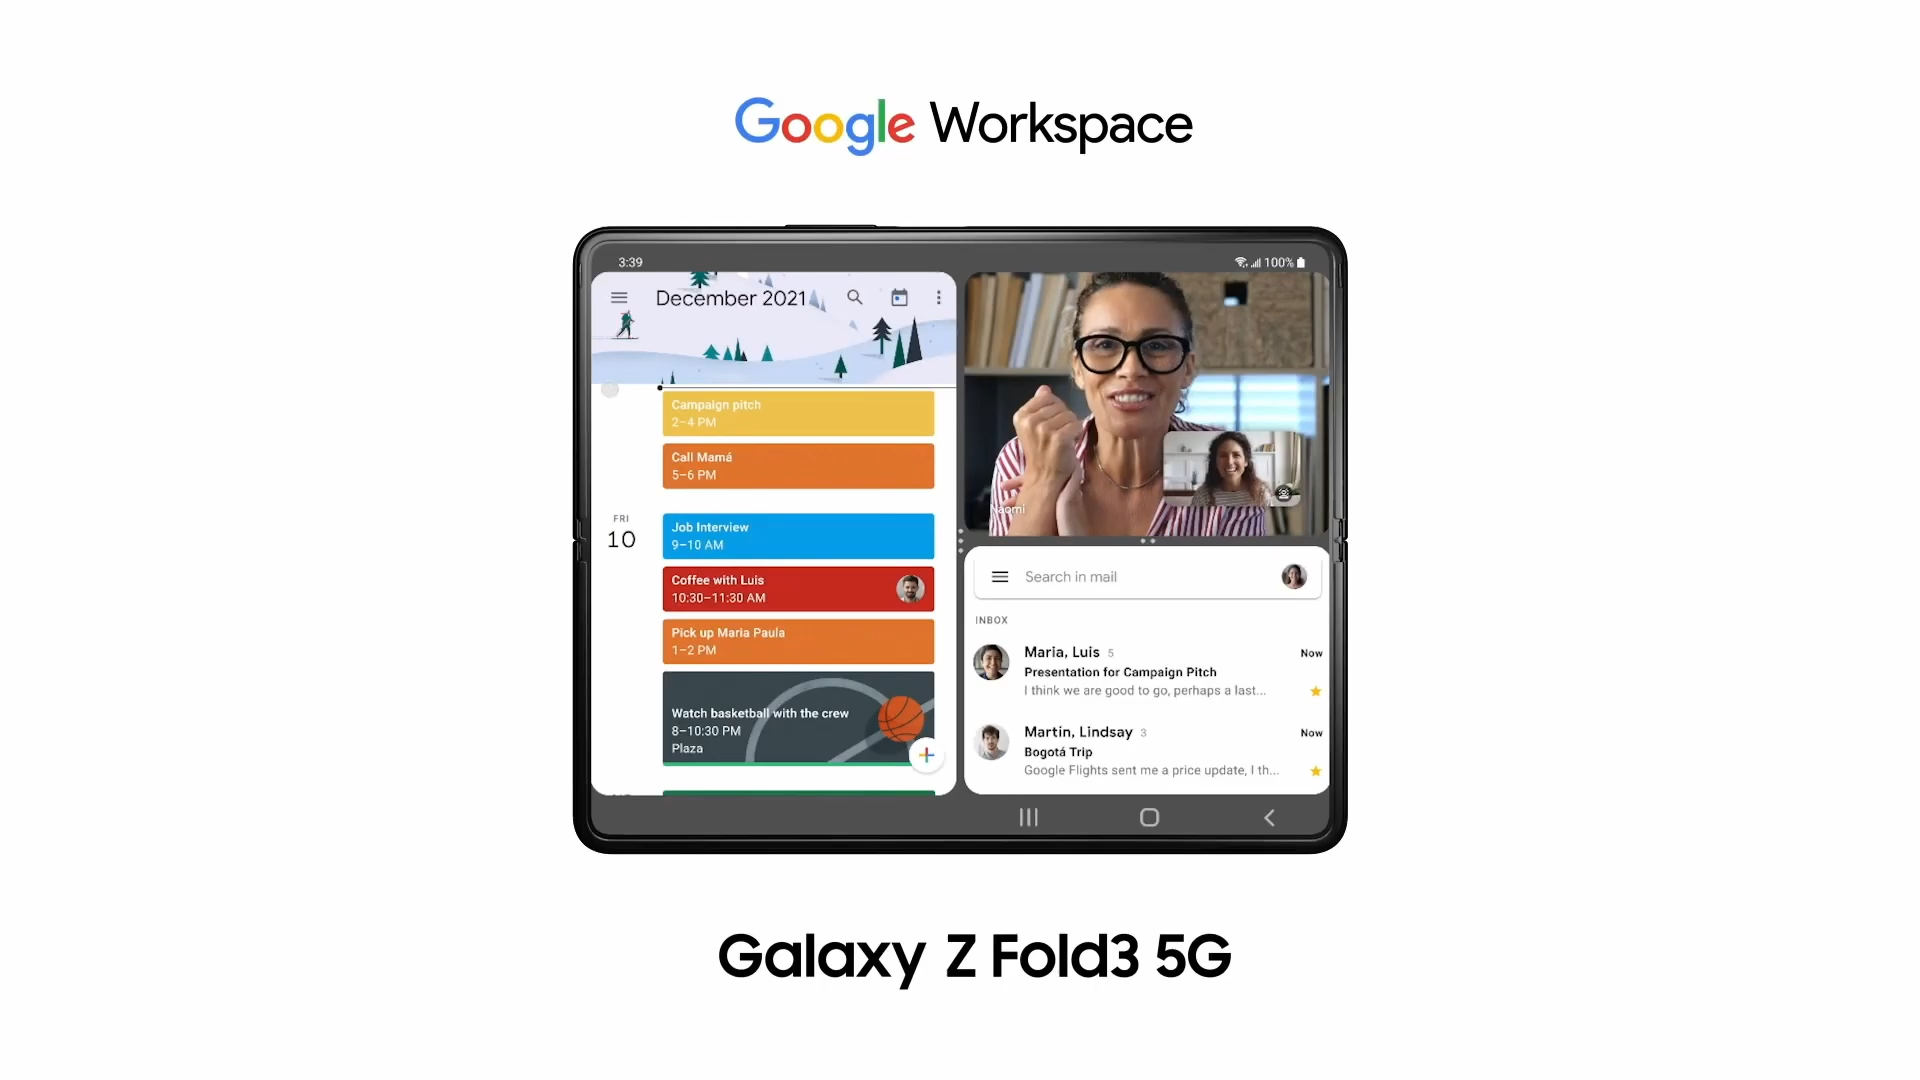 Google Workspace
3:39
100%
December 2021
Campaign pitch
2–4 PM
Call Mamá
5–6 PM
FRI
10
Job Interview
9–10 AM
Coffee with Luis
10:30–11:30 AM
Pick up Maria Paula
1–2 PM
Watch basketball with the crew
8–10:30 PM
Plaza
Naomi
Search in mail
INBOX
Maria, Luis 5 Now
Presentation for Campaign Pitch
I think we are good to go, perhaps a last...
Martín, Lindsay 3 Now
Bogotá Trip
Google Flights sent me a price update, I th...
Galaxy Z Fold3 5G